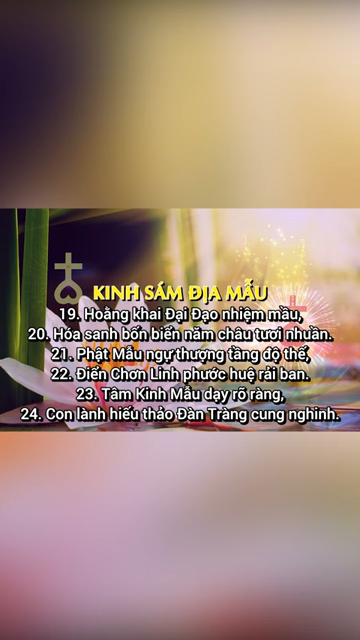 KINH SÁM ĐỊA MẪU
19. Hoằng khai Đại Đạo nhiệm mầu,
20. Hóa sanh bốn biển năm châu tươi nhuần.
21. Phật Mẫu ngự thượng tầng độ thế,
22. Điển Chơn Linh phước huệ rải ban.
23. Tâm Kinh Mẫu dạy rõ ràng,
24. Con lành hiếu thảo Đàn Tràng cung nghinh.